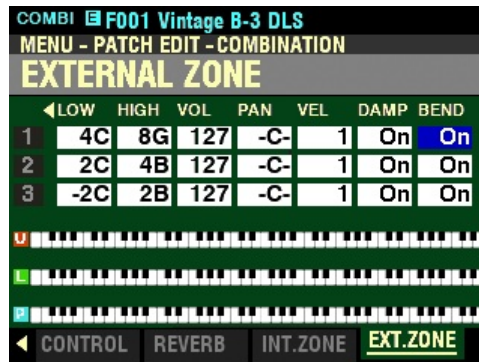 COMBI E F001 Vintage B-3 DLS
MENU - PATCH EDIT - COMBINATION
EXTERNAL ZONE
LOW HIGH VOL PAN VEL DAMP BEND
1 4C 8G 127 -C- 1 On On
2 2C 4B 127 -C- 1 On On
3 -2C 2B 127 -C- 1 On On
U
L
P
CONTROL REVERB INT.ZONE EXT.ZONE